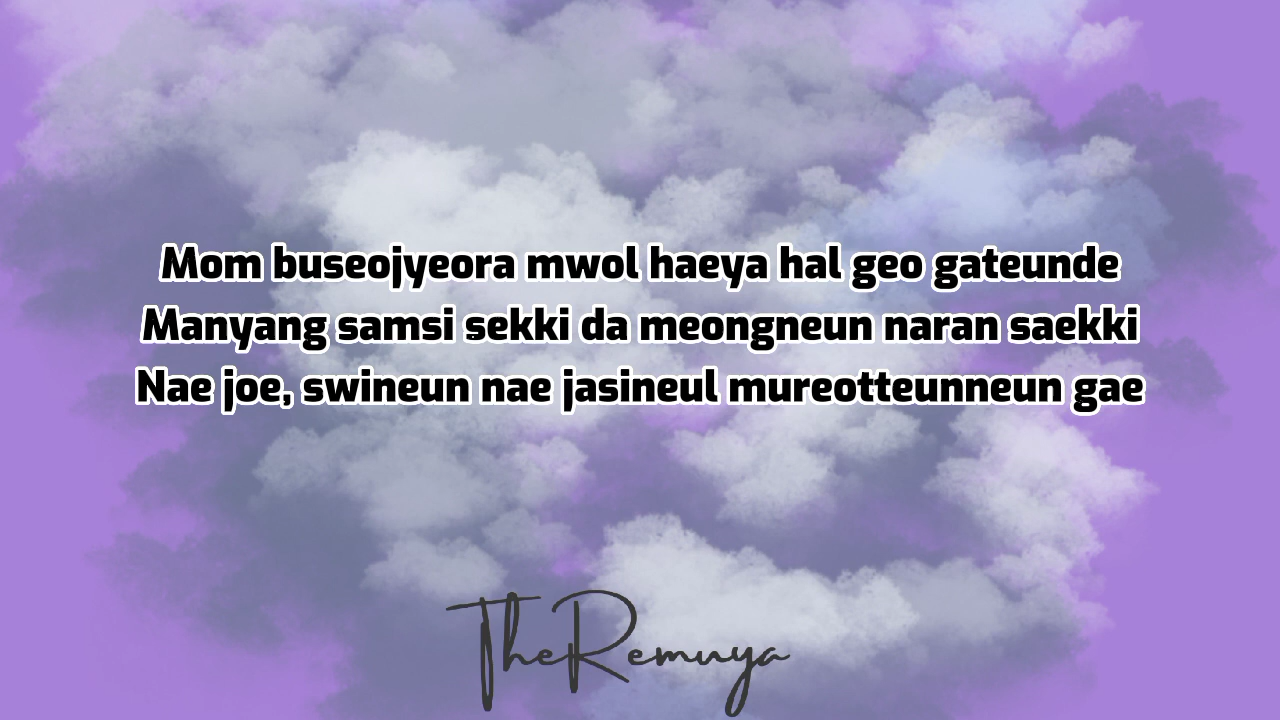 Mom buseojyeora mwol haeya hal geo gateunde
Manyang samsi sekki da meongneun naran saekki
Nae joe, swineun nae jasineul mureotteunneun gae
TheRemuya